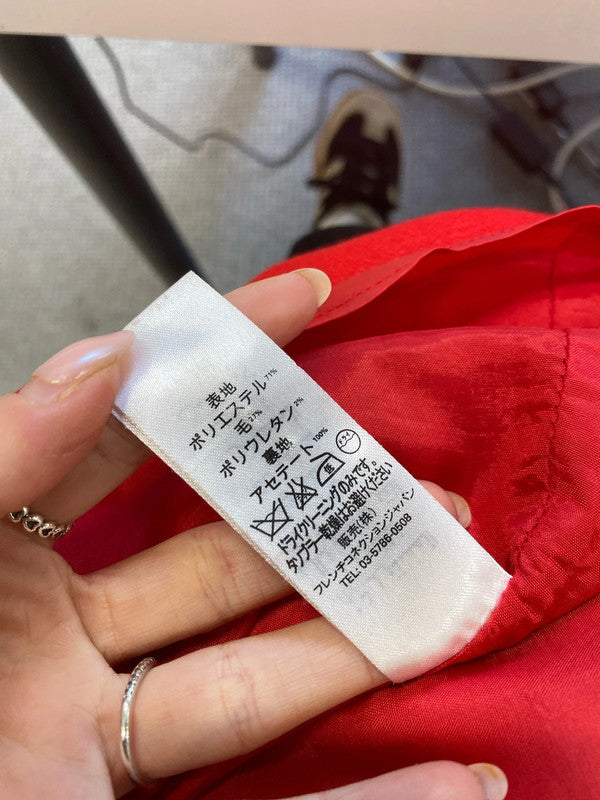 表地
ポリエステル 71%
毛 27%
ポリウレタン 2%
裏地
アセテート 100%
ドライ
ドライクリーニングのみです。
タンブラー乾燥はお避けください
販売(株)
フレンチコネクションジャパン
TEL: 03-5786-0508